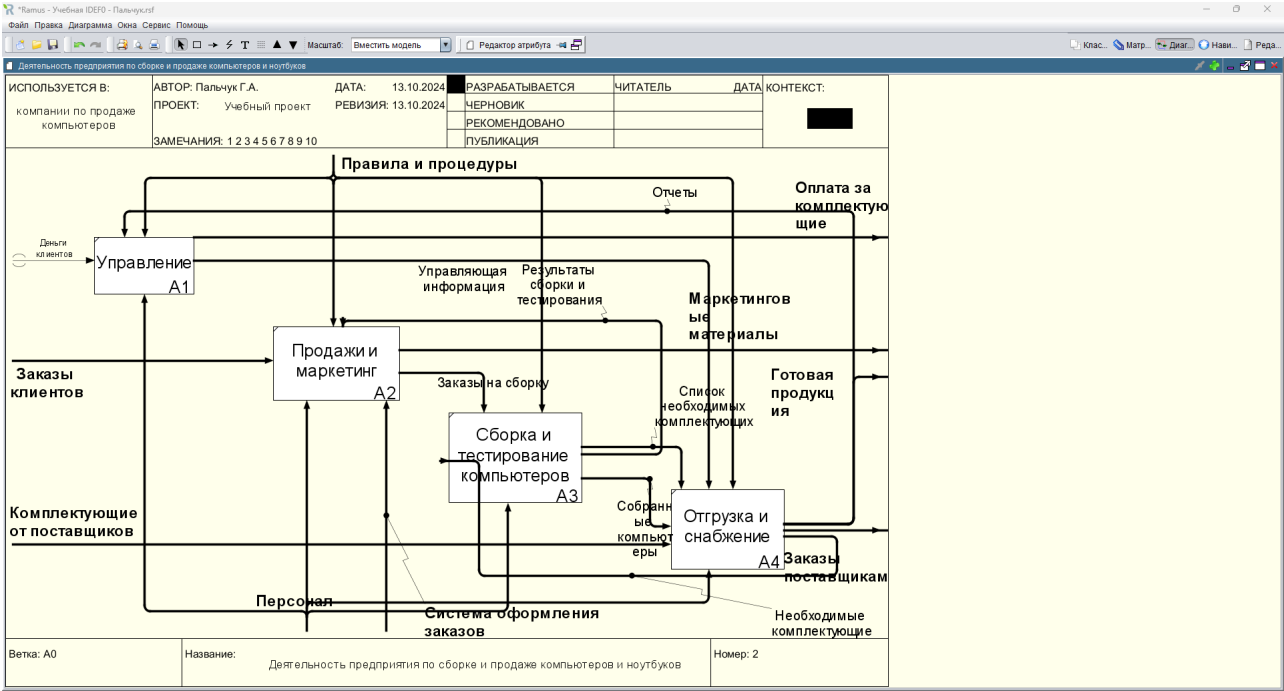 *Ramus - Учебная IDEF0 - Пальчук.rsf
Файл Правка Диаграмма Окна Сервис Помощь
Масштаб: Вместить модель Редактор атрибута Клас... Матр... Диаг... Нави... Реда...
Деятельность предприятия по сборке и продаже компьютеров и ноутбуков
ИСПОЛЬЗУЕТСЯ В:
компании по продаже
компьютеров
АВТОР: Пальчук Г.А.
ДАТА: 13.10.2024
ПРОЕКТ: Учебный проект
РЕВИЗИЯ: 13.10.2024
ЗАМЕЧАНИЯ: 1 2 3 4 5 6 7 8 9 10
РАЗРАБАТЫВАЕТСЯ
ЧЕРНОВИК
РЕКОМЕНДОВАНО
ПУБЛИКАЦИЯ
ЧИТАТЕЛЬ
ДАТА
КОНТЕКСТ:
Правила и процедуры
Отчеты
Оплата за
комплектую
щие
Деньги
клиентов
Управление
A1
Управляющая
информация
Результаты
сборки и
тестирования
Маркетингов
ые
материалы
Продажи и
маркетинг
A2
Заказы
клиентов
Заказы на сборку
Список
необходимых
комплектующих
Готовая
продукц
ия
Сборка и
тестирование
компьютеров
A3
Комплектующие
от поставщиков
Собранн
ые
компьют
еры
Отгрузка и
снабжение
A4
Заказы
поставщикам
Персонал
Система оформления
заказов
Необходимые
комплектующие
Ветка: A0
Название:
Деятельность предприятия по сборке и продаже компьютеров и ноутбуков
Номер: 2